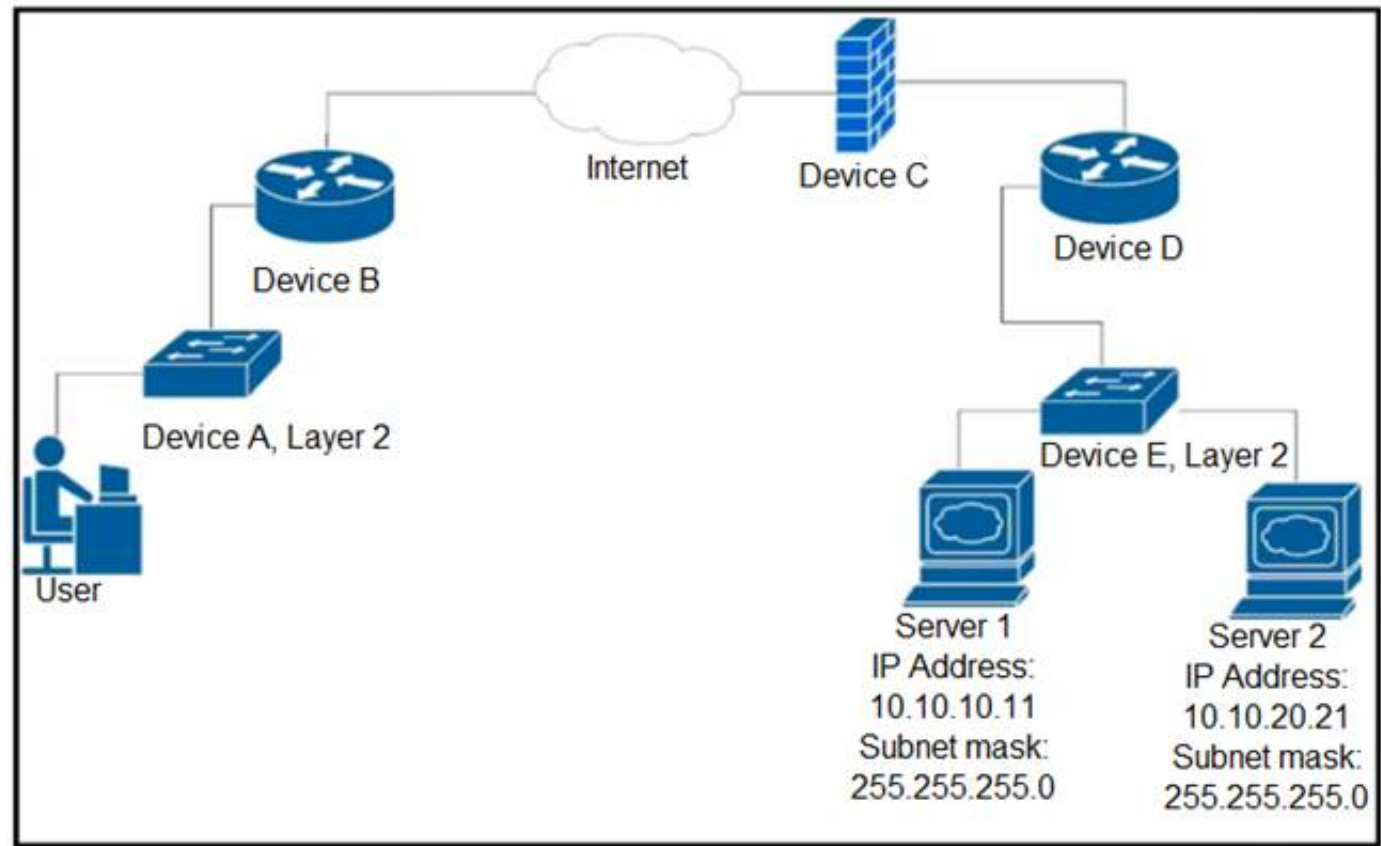 Internet
Device C
Device B
Device D
Device A, Layer 2
Device E, Layer 2
User
Server 1
IP Address:
10.10.10.11
Subnet mask:
255.255.255.0
Server 2
IP Address:
10.10.20.21
Subnet mask:
255.255.255.0